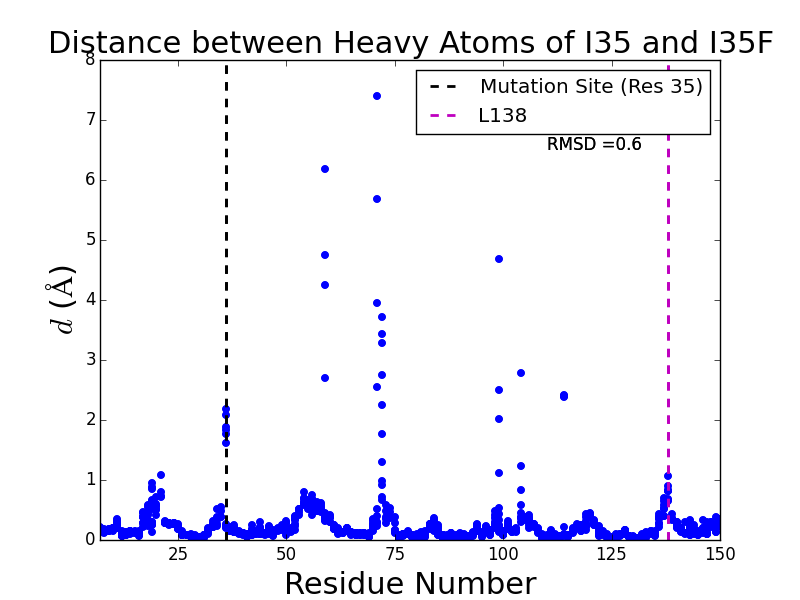 Distance between Heavy Atoms of I35 and I35F
8
7
6
5
4
3
2
1
0
d (Å)
Mutation Site (Res 35)
L138
RMSD =0.6
25 50 75 100 125 150
Residue Number